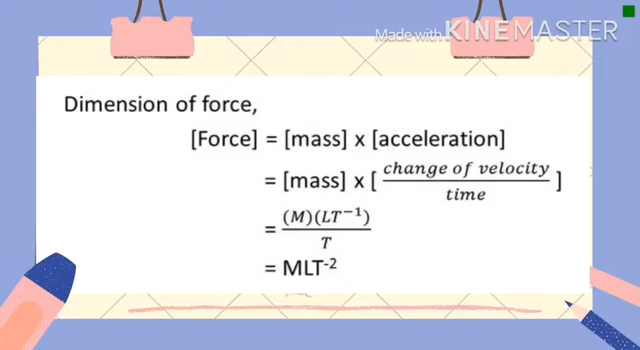 Made with KINEMASTER
Dimension of force,
[Force] = [mass] x [acceleration]
= [mass] x [ change of velocity / time ]
= (M)(LT⁻¹) / T
= MLT⁻²